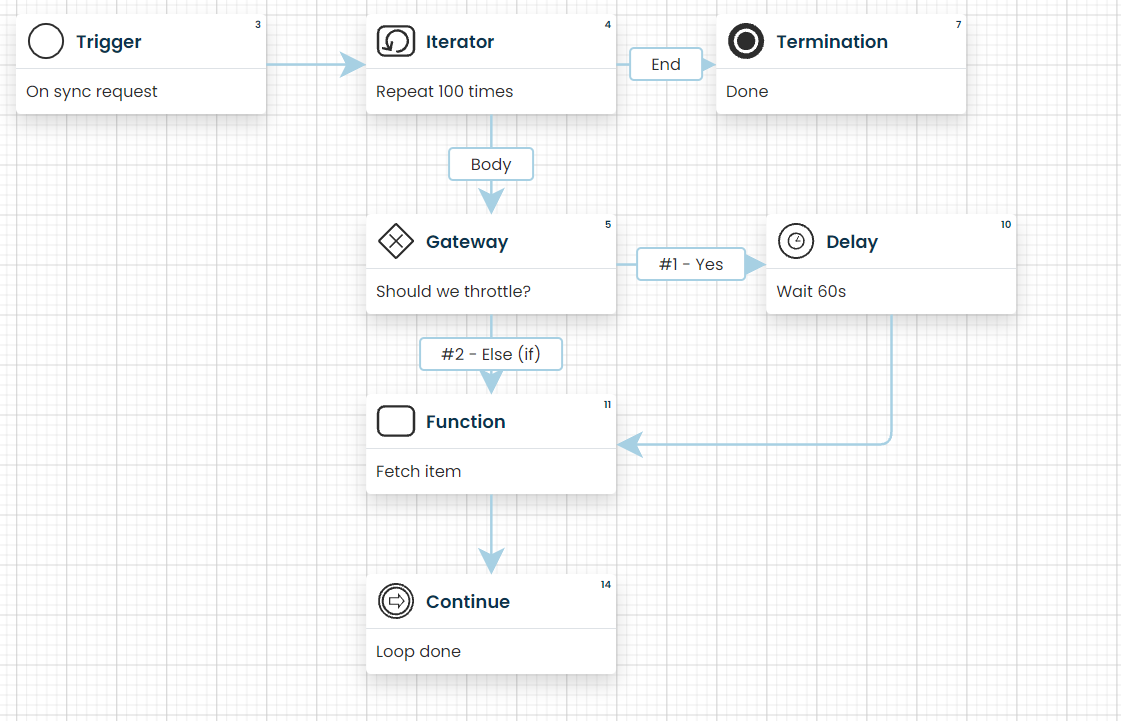 Trigger
3
On sync request
Iterator
4
Repeat 100 times
End
Termination
7
Done
Body
Gateway
5
Should we throttle?
#1 - Yes
Delay
10
Wait 60s
#2 - Else (if)
Function
11
Fetch item
Continue
14
Loop done